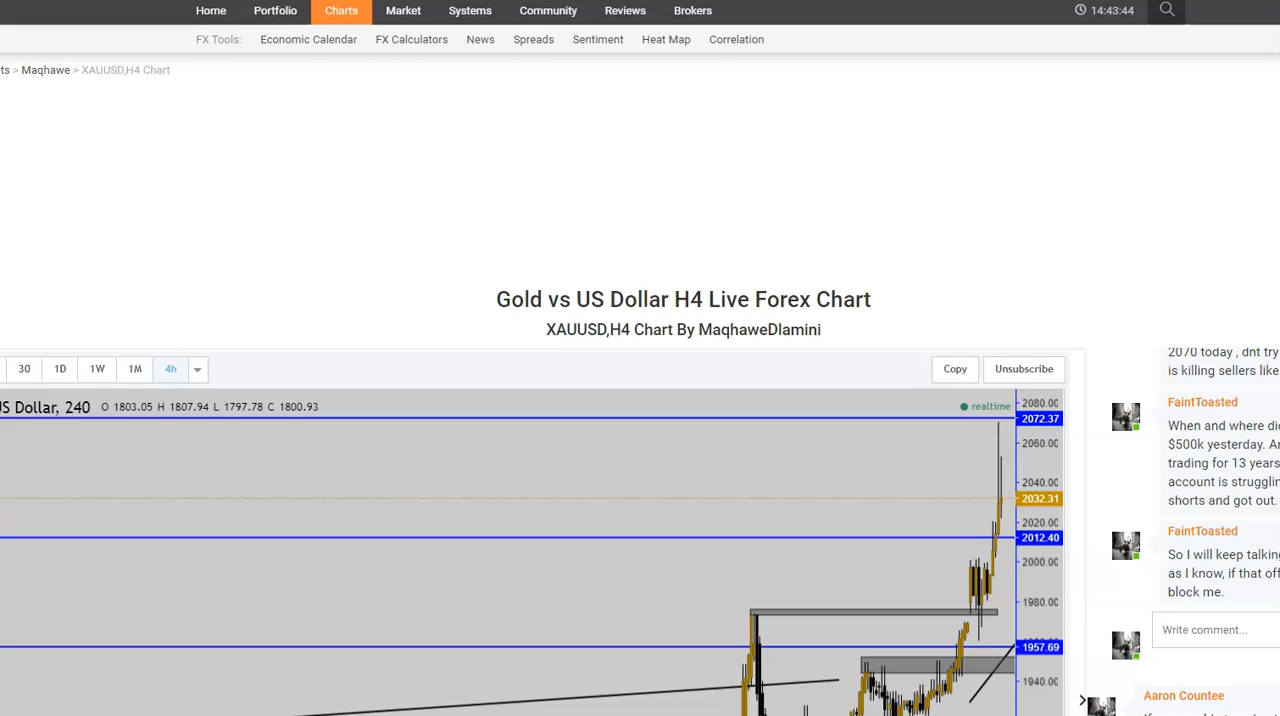 Home Portfolio Charts Market Systems Community Reviews Brokers 14:43:44
FX Tools: Economic Calendar FX Calculators News Spreads Sentiment Heat Map Correlation
ts > Maqhawe > XAUUSD,H4 Chart
Gold vs US Dollar H4 Live Forex Chart
XAUUSD,H4 Chart By MaqhaweDlamini
30 1D 1W 1M 4h Copy Unsubscribe
S Dollar, 240 O 1803.05 H 1807.94 L 1797.78 C 1800.93 realtime
2080.00
2072.37
2060.00
2040.00
2032.31
2020.00
2012.40
2000.00
1980.00
1957.69
1940.00
2070 today , dnt try
is killing sellers like
FaintToasted
When and where did
$500k yesterday. A
trading for 13 years
account is struggli
shorts and got out.
FaintToasted
So I will keep talkin
as I know, if that off
block me.
Write comment...
Aaron Countee